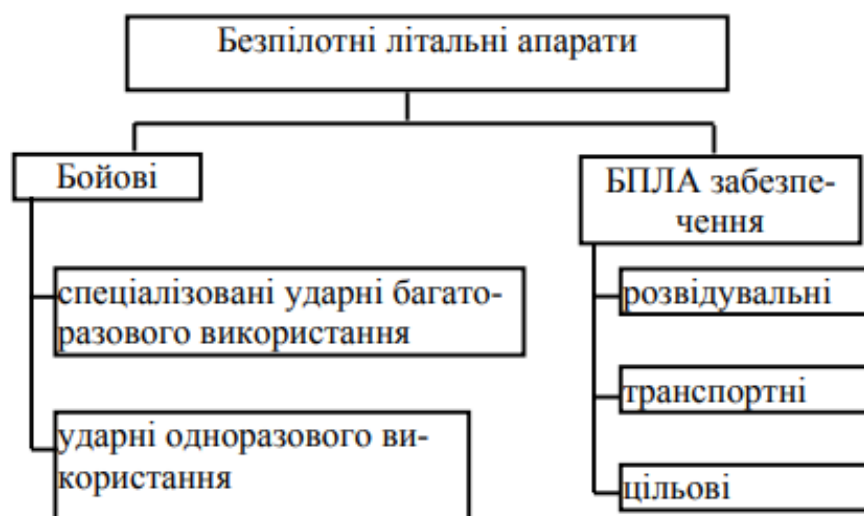 Безпілотні літальні апарати
Бойові
спеціалізовані ударні багато-
разового використання
ударні одноразового ви-
користання
БПЛА забезпе-
чення
розвідувальні
транспортні
цільові